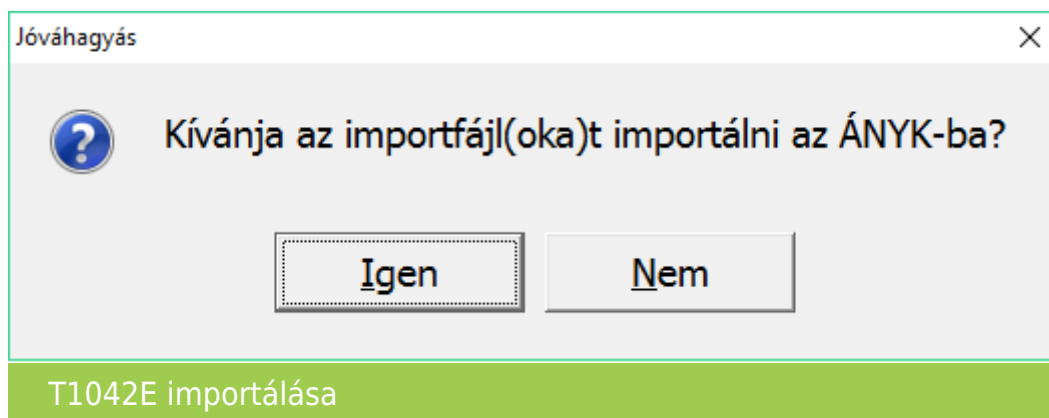 Jóváhagyás
Kívánja az importfájl(oka)t importálni az ÁNYK-ba?
Igen
Nem
T1042E importálása